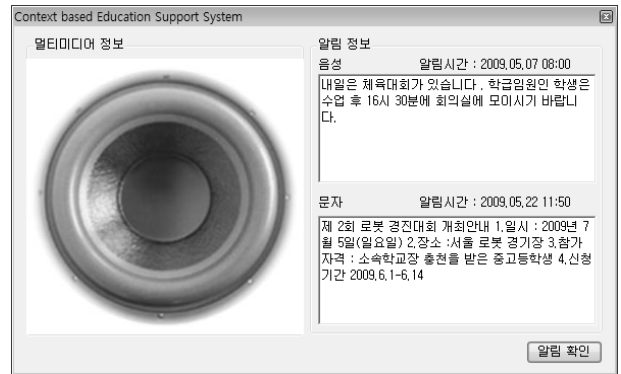 Context based Education Support System
멀티미디어 정보
알림 정보
음성 알림시간 : 2009.05.07 08:00
내일은 체육대회가 있습니다 . 학급임원인 학생은
수업 후 16시 30분에 회의실에 모이시기 바랍니
다.
문자 알림시간 : 2009.05.22 11:50
제 2회 로봇 경진대회 개최안내 1.일시 : 2009년 7
월 5일(일요일) 2.장소 :서울 로봇 경기장 3.참가
자격 : 소속학교장 충천을 받은 중고등학생 4.신청
기간 2009.6.1-6.14
알림 확인